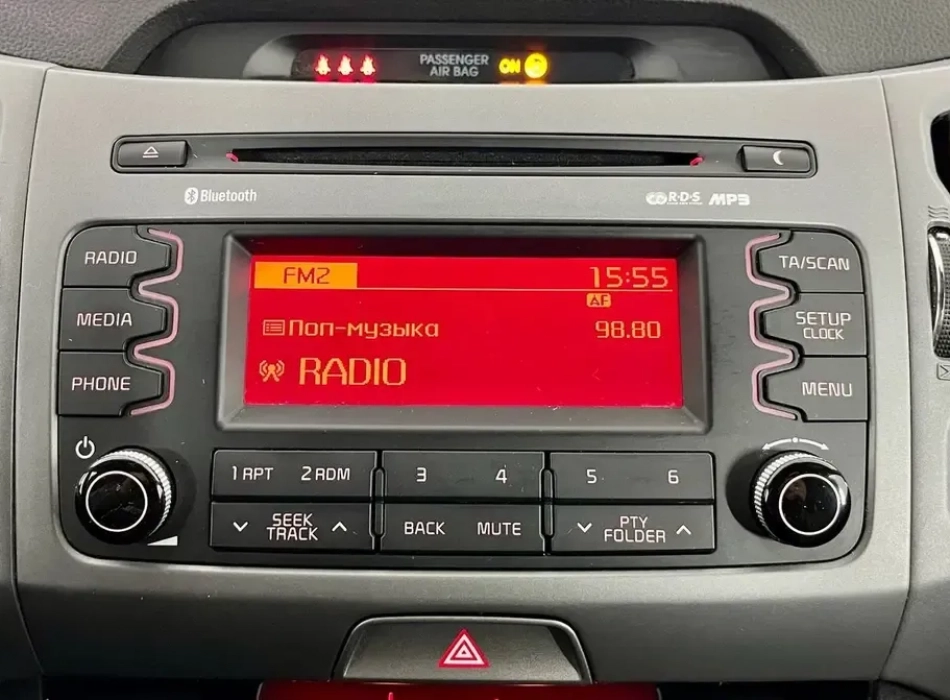 PASSENGER
AIR BAG
ON
Bluetooth
R·D·S MP3
RADIO
MEDIA
PHONE
FM2 15:55
AF
Поп-музыка 98.80
RADIO
TA/SCAN
SETUP
CLOCK
MENU
1 RPT 2 RDM 3 4 5 6
SEEK
TRACK
BACK MUTE
PTY
FOLDER